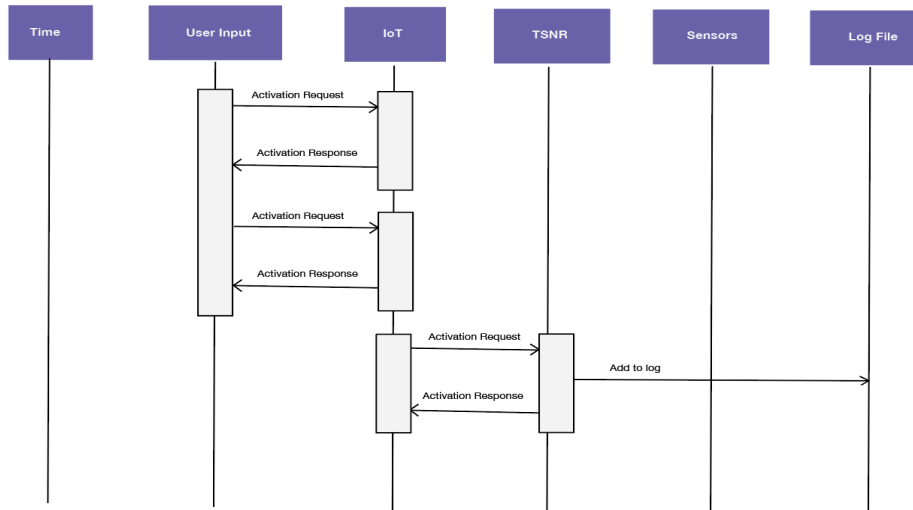 Time
User Input
IoT
TSNR
Sensors
Log File
Activation Request
Activation Response
Activation Request
Activation Response
Activation Request
Add to log
Activation Response